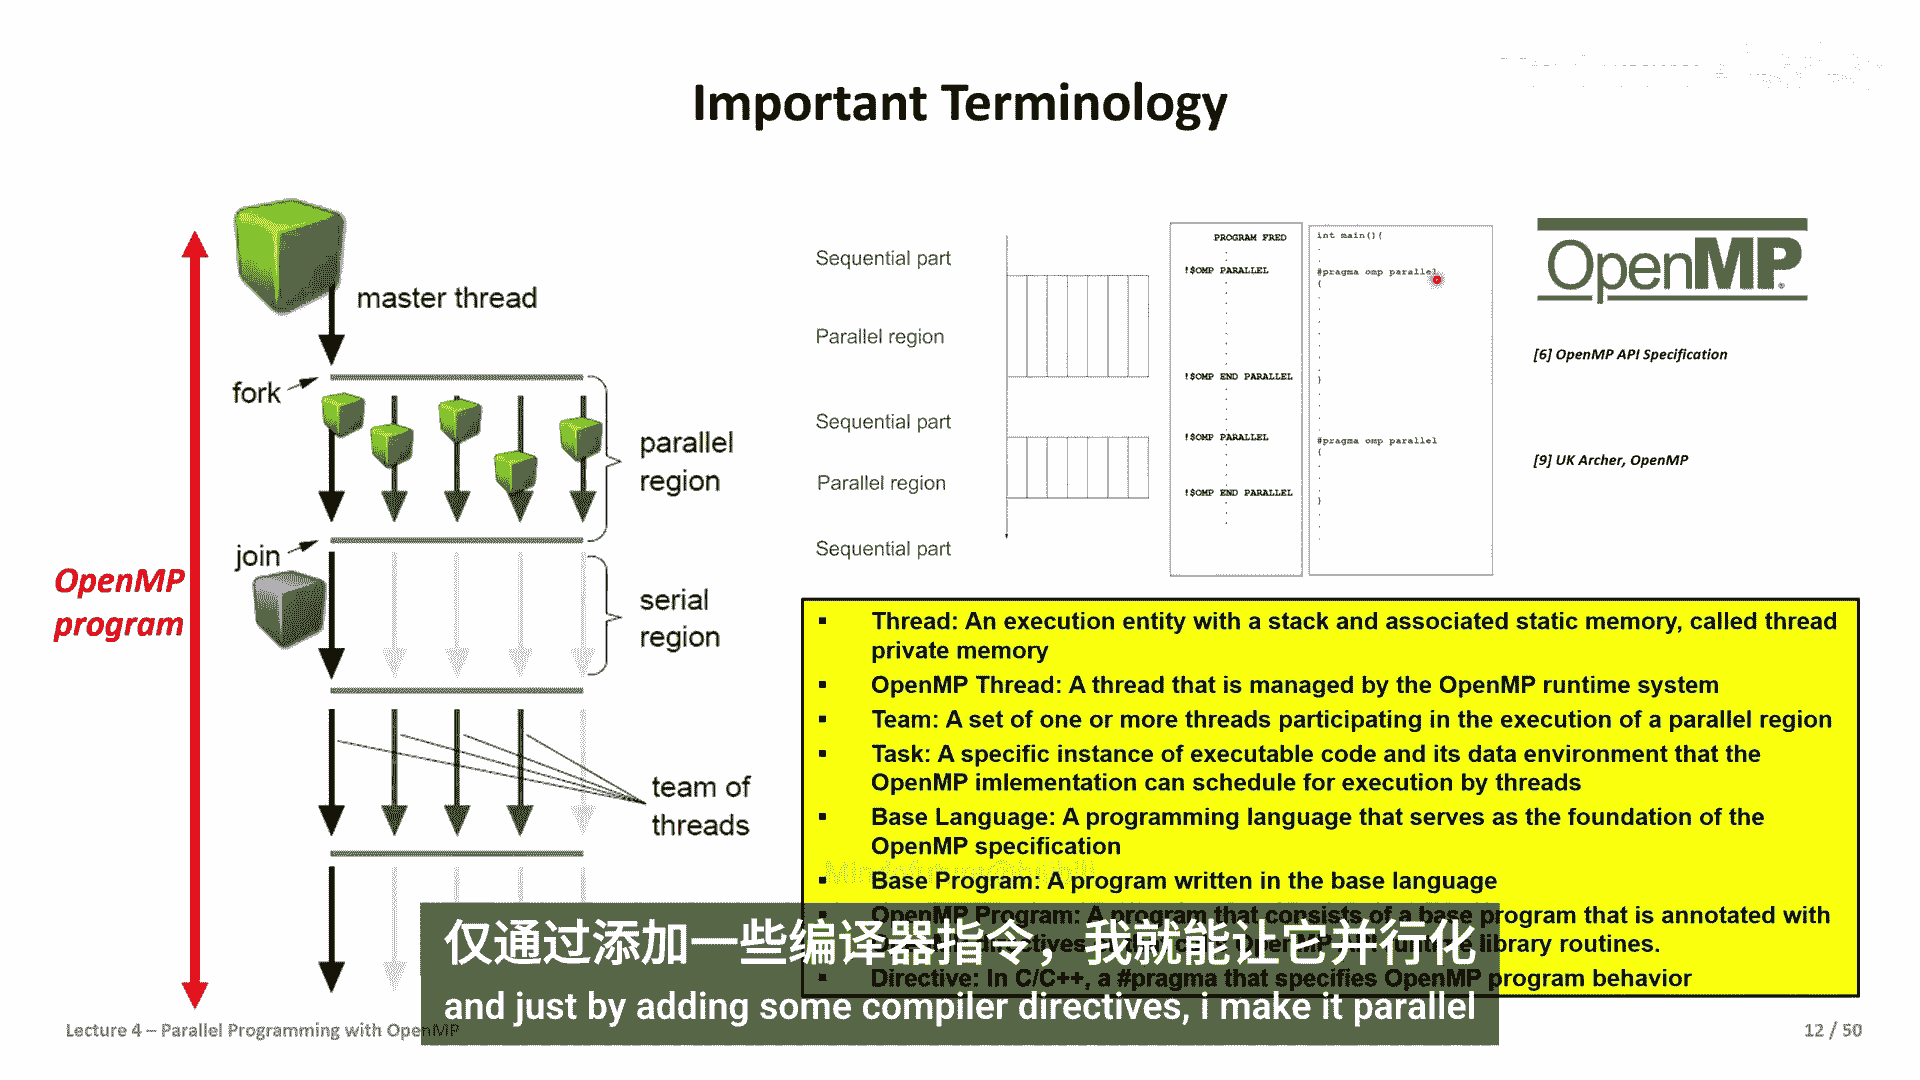 Important Terminology
master thread
fork
parallel
region
join
serial
region
team of
threads
OpenMP
program
Sequential part
Parallel region
Sequential part
Parallel region
Sequential part
PROGRAM FRED
!$OMP PARALLEL
!$OMP END PARALLEL
!$OMP PARALLEL
!$OMP END PARALLEL
int main(){
#pragma omp parallel
{
}
#pragma omp parallel
{
}
OpenMP
[6] OpenMP API Specification
[9] UK Archer, OpenMP
▪ Thread: An execution entity with a stack and associated static memory, called thread
private memory
▪ OpenMP Thread: A thread that is managed by the OpenMP runtime system
▪ Team: A set of one or more threads participating in the execution of a parallel region
▪ Task: A specific instance of executable code and its data environment that the
OpenMP imlementation can schedule for execution by threads
▪ Base Language: A programming language that serves as the foundation of the
OpenMP specification
▪ Base Program: A program written in the base language
▪ OpenMP Program: A program that consists of a base program that is annotated with
library routines.
▪ Directive: In C/C++, a #pragma that specifies OpenMP program behavior
仅通过添加一些编译器指令，我就能让它并行化
and just by adding some compiler directives, i make it parallel
Lecture 4 – Parallel Programming with OpenMP
12 / 50